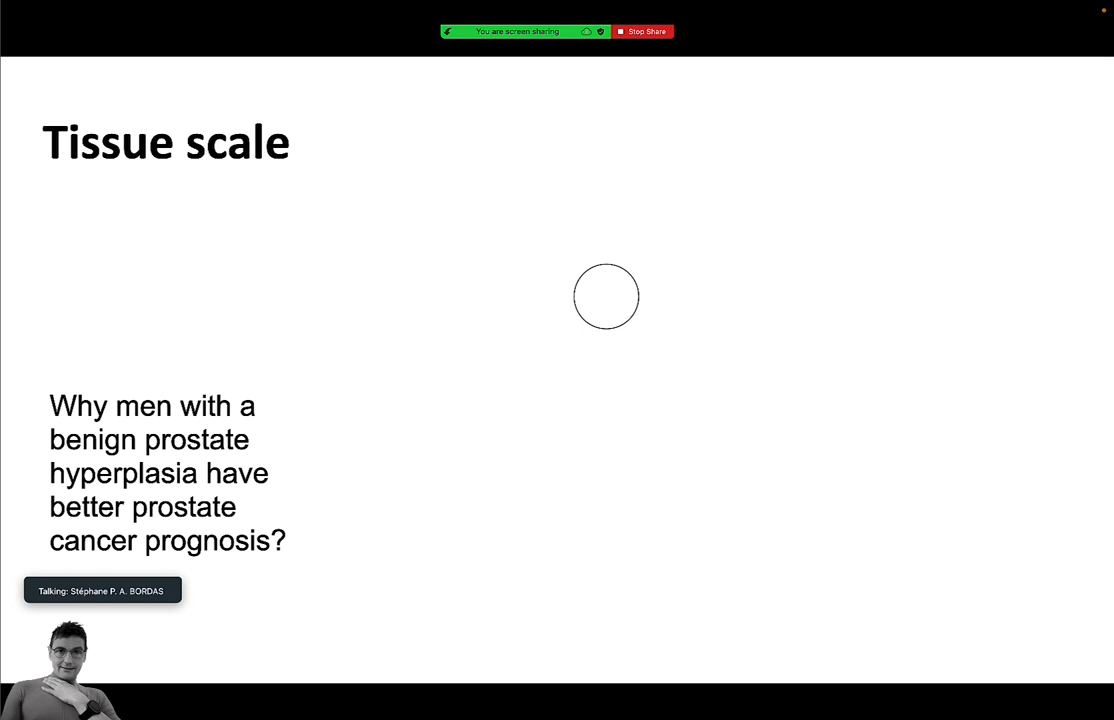 You are screen sharing
Stop Share
Tissue scale
Why men with a
benign prostate
hyperplasia have
better prostate
cancer prognosis?
Talking: Stéphane P. A. BORDAS